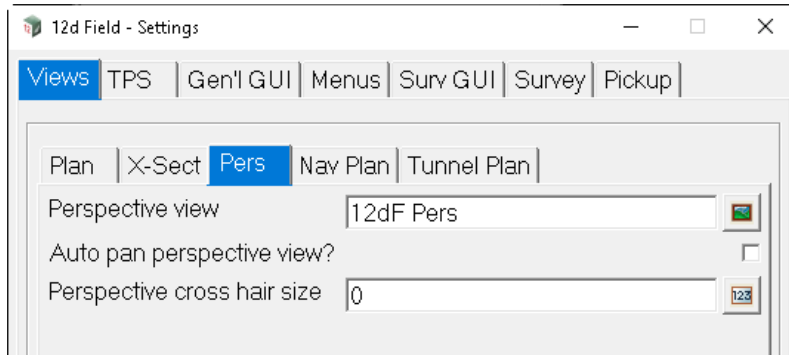 12d Field - Settings
Views TPS Gen'l GUI Menus Surv GUI Survey Pickup
Plan X-Sect Pers Nav Plan Tunnel Plan
Perspective view 12dF Pers
Auto pan perspective view?
Perspective cross hair size 0 123